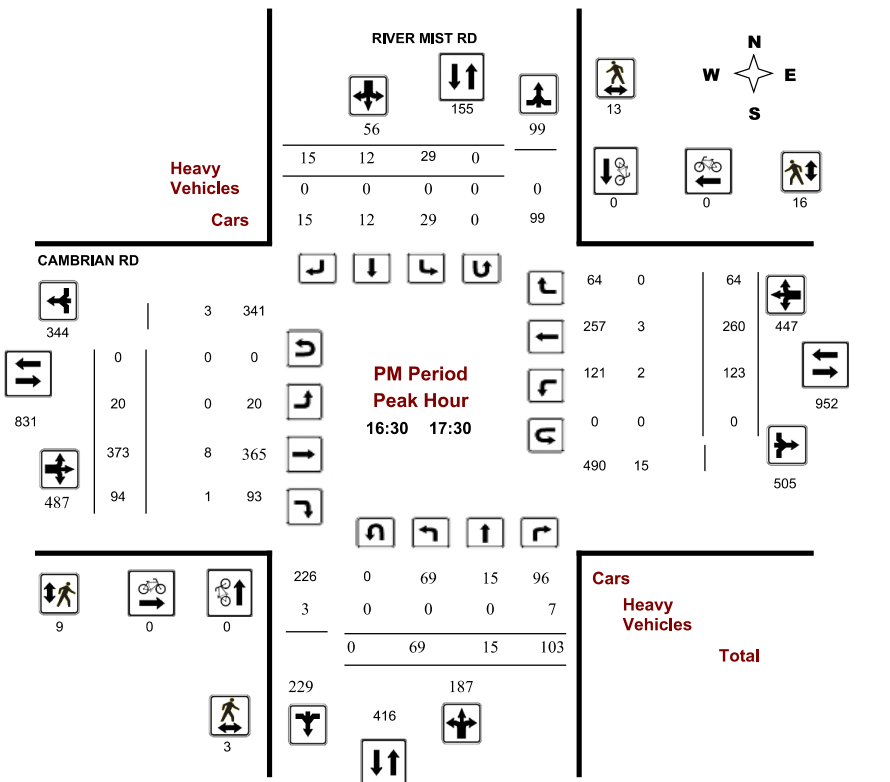 RIVER MIST RD
N
W E
S
155
13
56
99
15 12 29 0
Heavy
Vehicles
0 0 0 0 0
Cars
15 12 29 0 99
0 0 16
CAMBRIAN RD
64 0 64
3 341
344
257 3 260 447
0 0 0
PM Period
Peak Hour
16:30 17:30
121 2 123
20 0 20
831
952
0 0 0
373 8 365
490 15
505
487
94 1 93
226 0 69 15 96
Cars
3 0 0 0 7
Heavy
Vehicles
9 0 0
0 69 15 103
Total
229 187
416
3